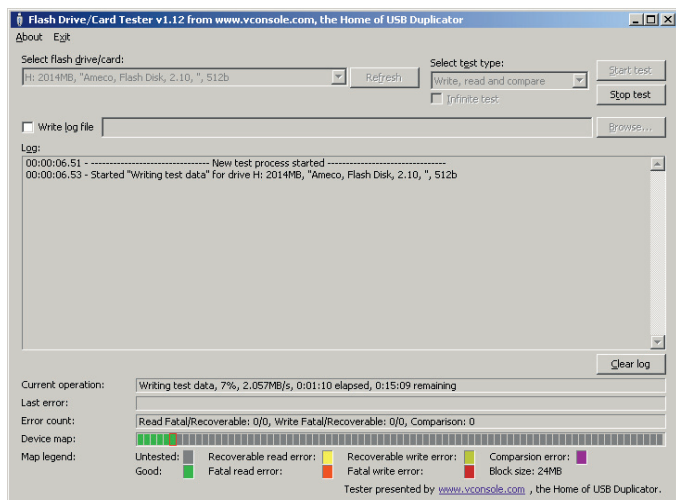 Flash Drive/Card Tester v1.12 from www.vconsole.com, the Home of USB Duplicator
About Exit
Select flash drive/card:
H: 2014MB, "Ameco, Flash Disk, 2.10, ", 512b
Refresh
Select test type:
Write, read and compare
Infinite test
Start test
Stop test
Write log file
Browse...
Log:
00:00:06.51 - ---------------------------------- New test process started ----------------------------------
00:00:06.53 - Started "Writing test data" for drive H: 2014MB, "Ameco, Flash Disk, 2.10, ", 512b
Clear log
Current operation: Writing test data, 7%, 2.057MB/s, 0:01:10 elapsed, 0:15:09 remaining
Last error:
Error count: Read Fatal/Recoverable: 0/0, Write Fatal/Recoverable: 0/0, Comparison: 0
Device map:
Map legend: Untested: Recoverable read error: Recoverable write error: Comparsion error:
Good: Fatal read error: Fatal write error: Block size: 24MB
Tester presented by www.vconsole.com , the Home of USB Duplicator.